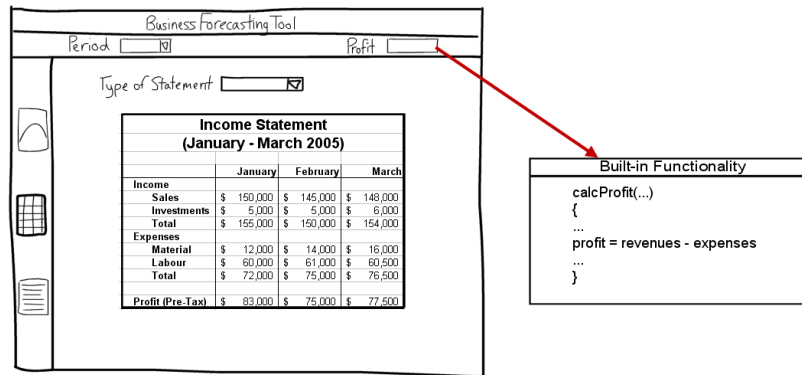 Business Forecasting Tool
Period
Profit
Type of Statement
Income Statement
(January - March 2005)
January February March
Income
Sales $ 150,000 $ 145,000 $ 148,000
Investments $ 5,000 $ 5,000 $ 6,000
Total $ 155,000 $ 150,000 $ 154,000
Expenses
Material $ 12,000 $ 14,000 $ 16,000
Labour $ 60,000 $ 61,000 $ 60,500
Total $ 72,000 $ 75,000 $ 76,500
Profit (Pre-Tax) $ 83,000 $ 75,000 $ 77,500
Built-in Functionality
calcProfit(...)
{
...
profit = revenues - expenses
...
}